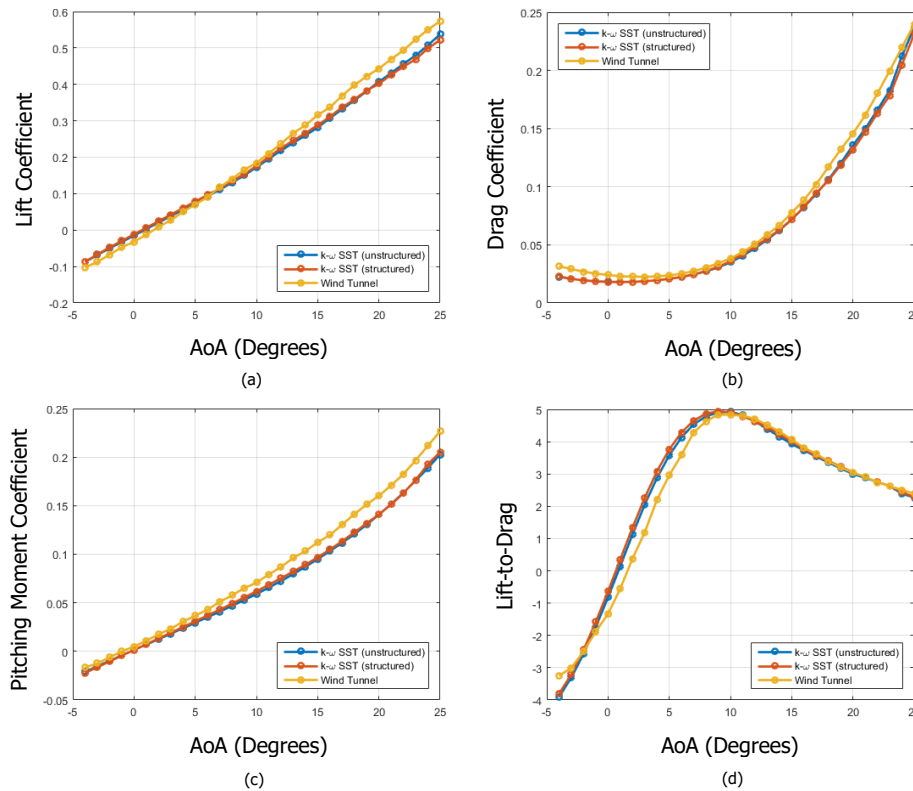 0.6
0.5
0.4
0.3
0.2
0.1
0
-0.1
-0.2
Lift Coefficient
k-ω SST (unstructured)
k-ω SST (structured)
Wind Tunnel
-5 0 5 10 15 20 25
AoA (Degrees)
(a)
0.25
0.2
0.15
0.1
0.05
0
Drag Coefficient
k-ω SST (unstructured)
k-ω SST (structured)
Wind Tunnel
-5 0 5 10 15 20 25
AoA (Degrees)
(b)
0.25
0.2
0.15
0.1
0.05
0
-0.05
Pitching Moment Coefficient
k-ω SST (unstructured)
k-ω SST (structured)
Wind Tunnel
-5 0 5 10 15 20 25
AoA (Degrees)
(c)
5
4
3
2
1
0
-1
-2
-3
-4
Lift-to-Drag
k-ω SST (unstructured)
k-ω SST (structured)
Wind Tunnel
-5 0 5 10 15 20 25
AoA (Degrees)
(d)